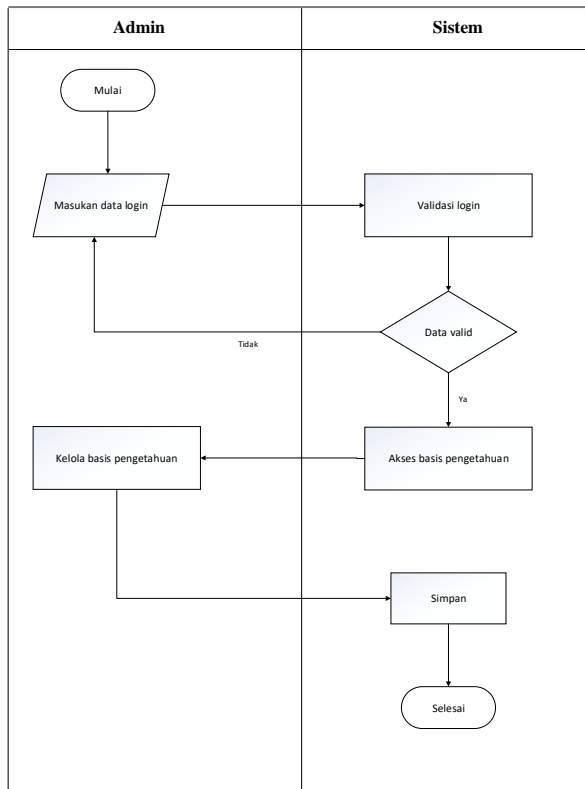 Admin
Sistem
Mulai
Masukan data login
Validasi login
Data valid
Tidak
Ya
Kelola basis pengetahuan
Akses basis pengetahuan
Simpan
Selesai